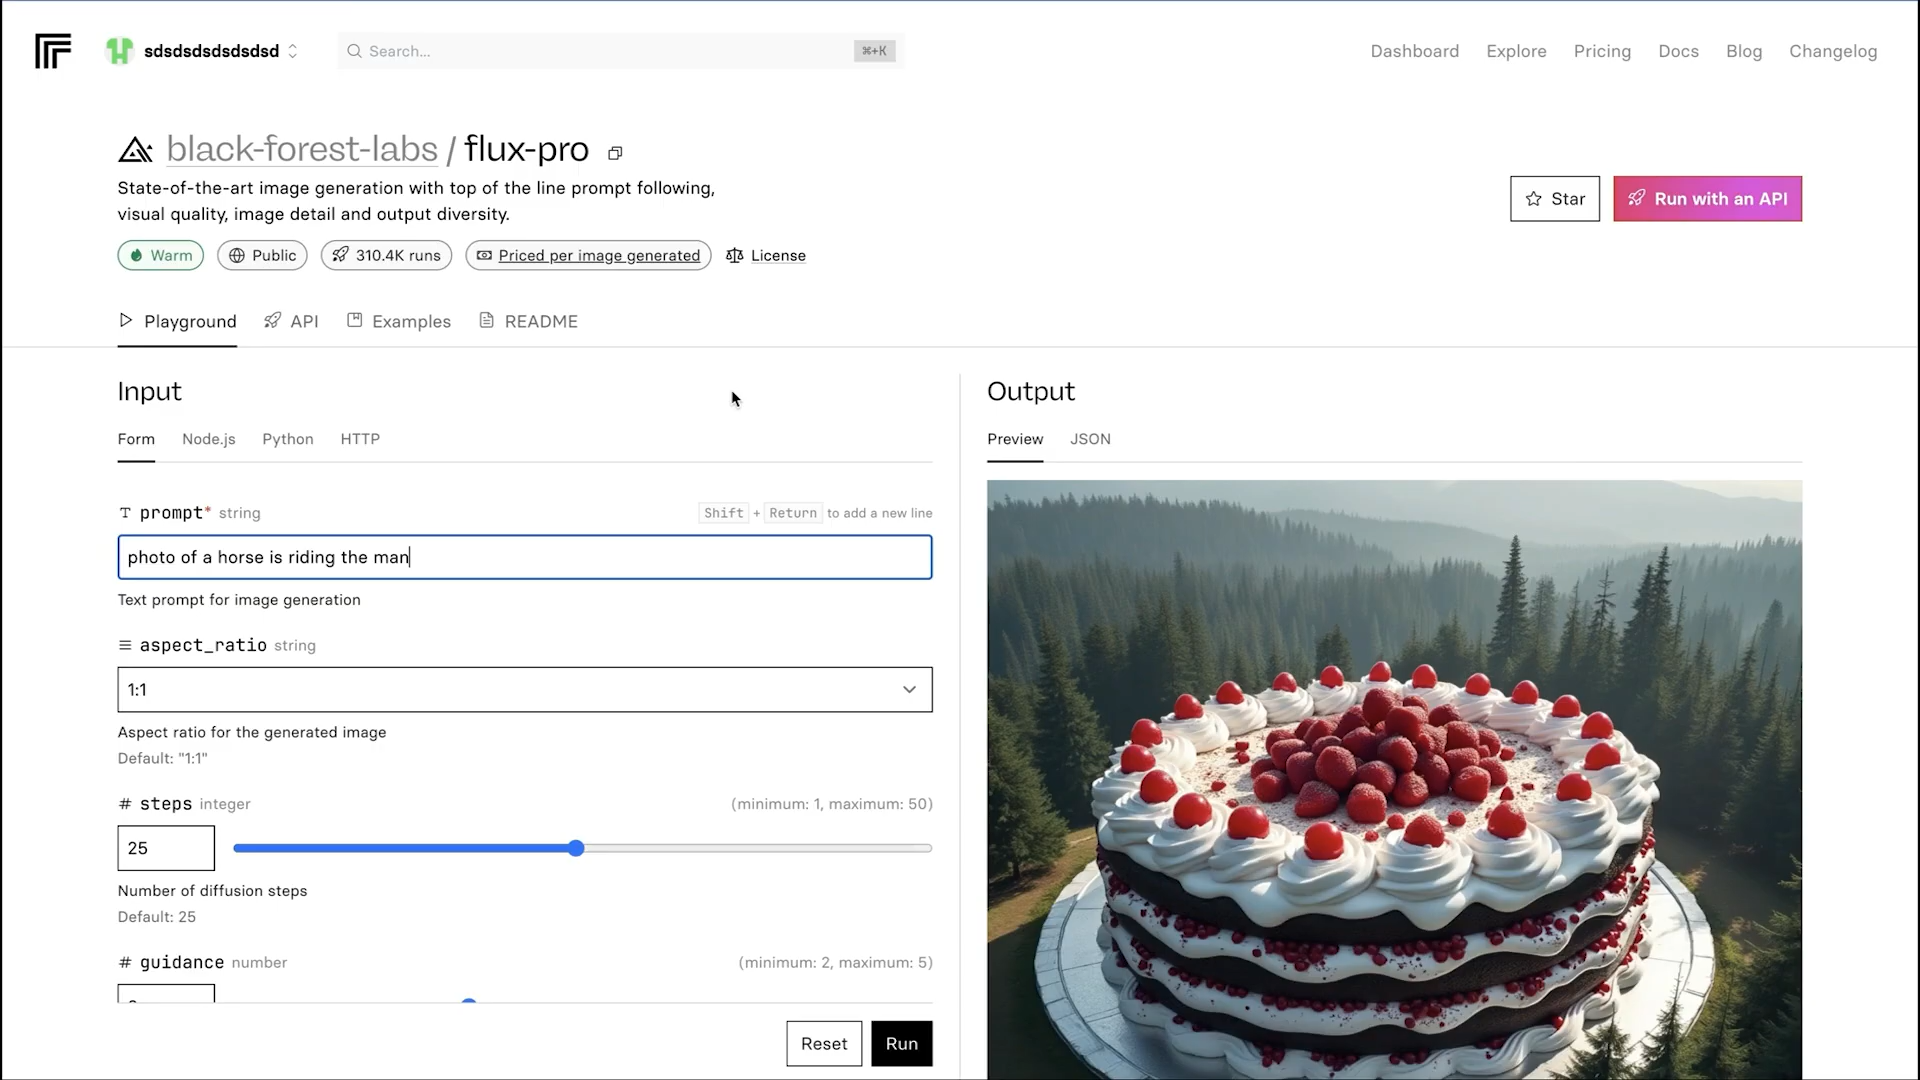 sdsdsdsdsdsdsd
Search...
⌘+K
Dashboard
Explore
Pricing
Docs
Blog
Changelog
black-forest-labs / flux-pro
State-of-the-art image generation with top of the line prompt following,
visual quality, image detail and output diversity.
Star
Run with an API
Warm
Public
310.4K runs
Priced per image generated
License
Playground
API
Examples
README
Input
Form
Node.js
Python
HTTP
prompt* string
Shift + Return to add a new line
photo of a horse is riding the man
Text prompt for image generation
aspect_ratio string
1:1
Aspect ratio for the generated image
Default: "1:1"
# steps integer
(minimum: 1, maximum: 50)
25
Number of diffusion steps
Default: 25
# guidance number
(minimum: 2, maximum: 5)
Reset
Run
Output
Preview
JSON